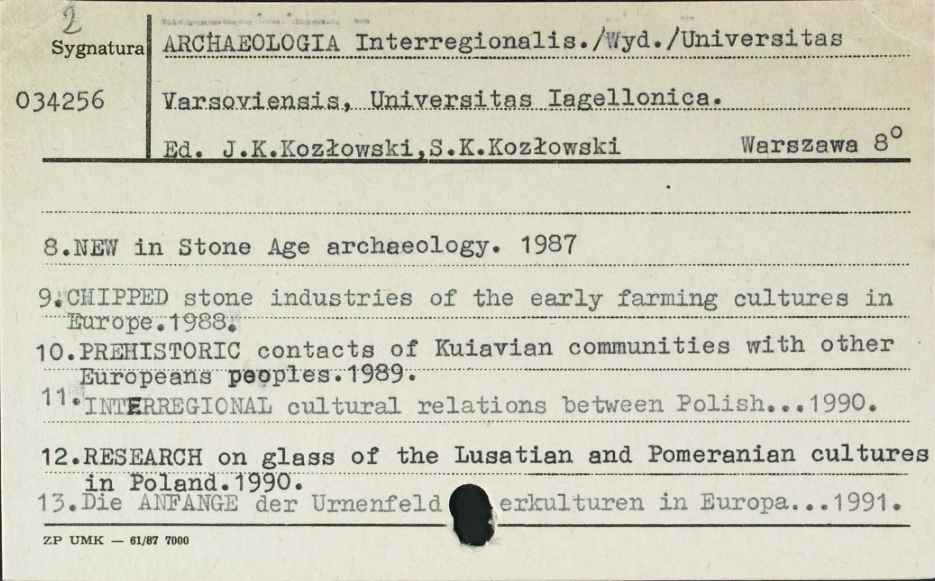 2
Sygnatura
ARCHAEOLOGIA Interregionalis./Wyd./Universitas
034256
Varsoviensis, Universitas Iagellonica.
Ed. J.K.Kozłowski,S.K.Kozłowski Warszawa 8°
8.NEW in Stone Age archaeology. 1987
9.CHIPPED stone industries of the early farming cultures in
Europe.1988.
10.PREHISTORIC contacts of Kuiavian communities with other
Europeans peoples.1989.
11.INTERREGIONAL cultural relations between Polish...1990.
12.RESEARCH on glass of the Lusatian and Pomeranian cultures
in Poland.1990.
13.Die ANFANGE der Urnenfeld erkulturen in Europa...1991.
ZP UMK — 61/87 7000